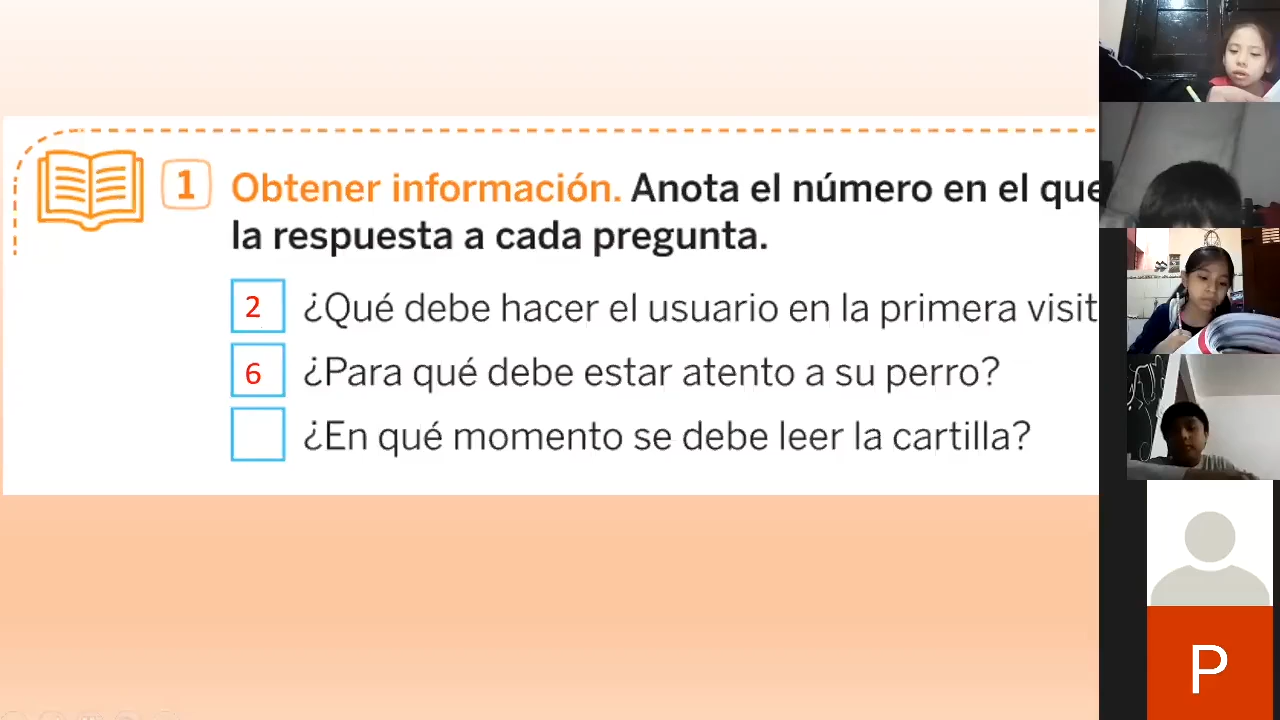 1 Obtener información. Anota el número en el que
la respuesta a cada pregunta.
2 ¿Qué debe hacer el usuario en la primera visit
6 ¿Para qué debe estar atento a su perro?
¿En qué momento se debe leer la cartilla?
P